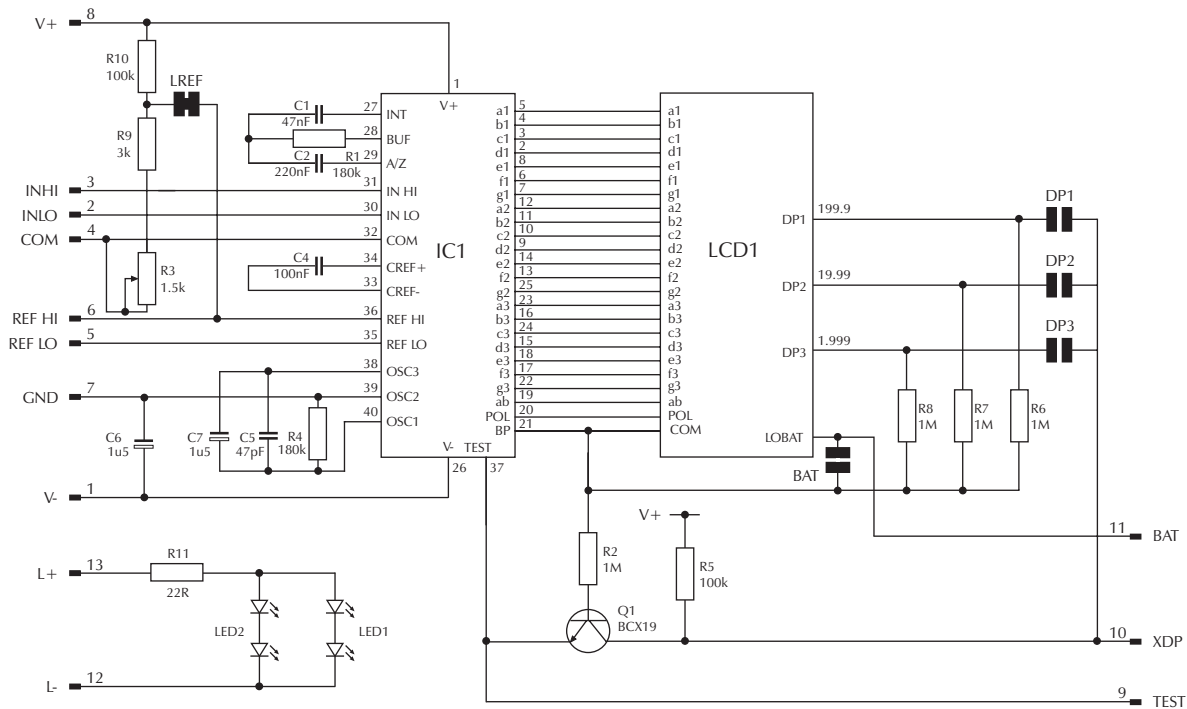 V+ 8
R10
100k
LREF
R9
3k
INHI 3
INLO 2
COM 4
R3
1.5k
REF HI 6
REF LO 5
GND 7
C6
1u5
C7
1u5
C5
47pF
R4
180k
V- 1
C1
47nF
C2
220nF
R1
180k
C4
100nF
1
V+
27 INT
28 BUF
29 A/Z
31 IN HI
30 IN LO
32 COM
34 CREF+
33 CREF-
36 REF HI
35 REF LO
38 OSC3
39 OSC2
40 OSC1
IC1
V- TEST
26 37
a1 5 a1
b1 4 b1
c1 3 c1
d1 2 d1
e1 8 e1
f1 6 f1
g1 7 g1
a2 12 a2
b2 11 b2
c2 10 c2
d2 9 d2
e2 14 e2
f2 13 f2
g2 25 g2
a3 23 a3
b3 16 b3
c3 24 c3
d3 15 d3
e3 18 e3
f3 17 f3
g3 22 g3
ab 19 ab
POL 20 POL
BP 21 COM
LCD1
DP1 199.9
DP2 19.99
DP3 1.999
LOBAT
DP1
DP2
DP3
R8
1M
R7
1M
R6
1M
BAT
11 BAT
V+
R2
1M
R5
100k
Q1
BCX19
10 XDP
9 TEST
L+ 13
R11
22R
LED2
LED1
L- 12